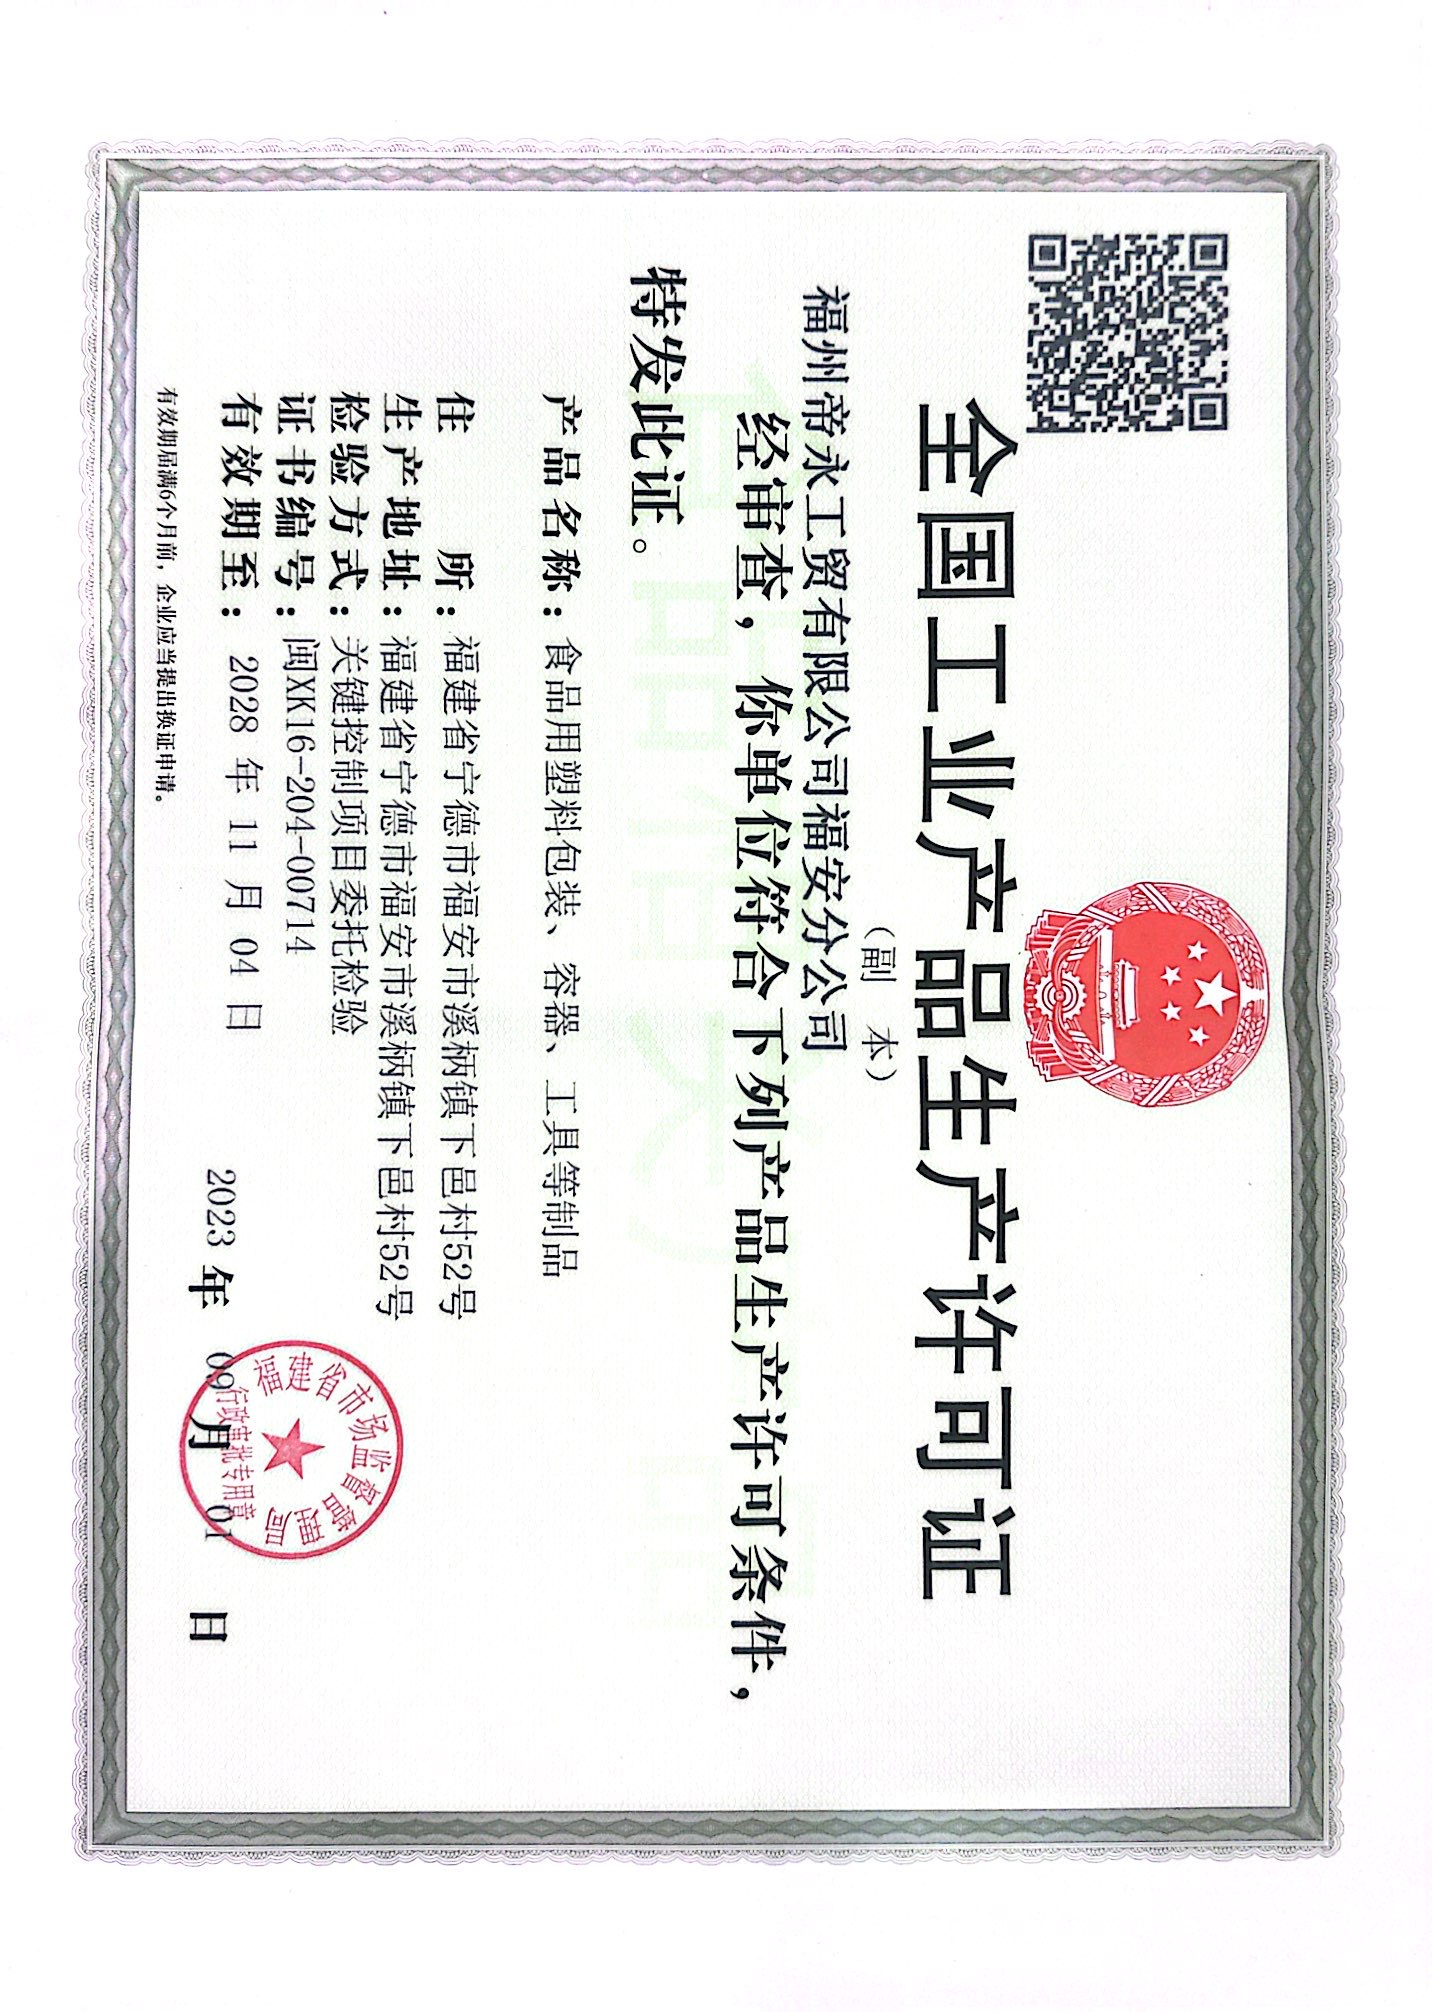 全国工业产品生产许可证
（副 本）
福州帝永工贸有限公司福安分公司
经审查，你单位符合下列产品生产许可条件，
特发此证。
产品名称：食品用塑料包装、容器、工具等制品
住 所：福建省宁德市福安市溪柄镇下邑村52号
生产地址：福建省宁德市福安市溪柄镇下邑村52号
检验方式：关键控制项目委托检验
证书编号：闽XK16-204-00714
有效期至：2028 年 11 月 04 日
2023 年 09 月 01 日
福建省市场监督管理局
行政审批专用章
有效期届满6个月前，企业应当提出换证申请。